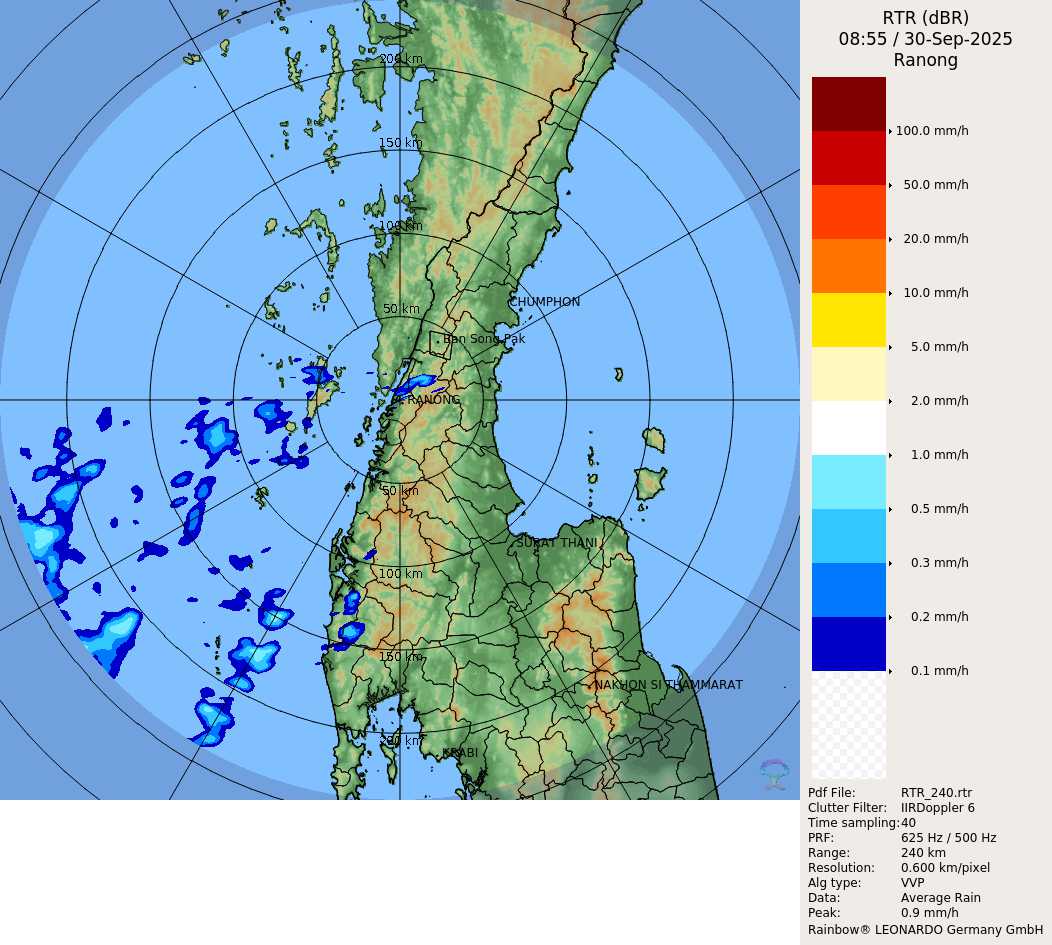 RTR (dBR)
08:55 / 30-Sep-2025
Ranong
200 km
150 km
100 km
50 km
CHUMPHON
Ban Song Pak
RANONG
50 km
SURAT THANI
100 km
150 km
NAKHON SI THAMMARAT
200 km
KRABI
100.0 mm/h
50.0 mm/h
20.0 mm/h
10.0 mm/h
5.0 mm/h
2.0 mm/h
1.0 mm/h
0.5 mm/h
0.3 mm/h
0.2 mm/h
0.1 mm/h
Pdf File: RTR_240.rtr
Clutter Filter: IIRDoppler 6
Time sampling: 40
PRF: 625 Hz / 500 Hz
Range: 240 km
Resolution: 0.600 km/pixel
Alg type: VVP
Data: Average Rain
Peak: 0.9 mm/h
Rainbow® LEONARDO Germany GmbH